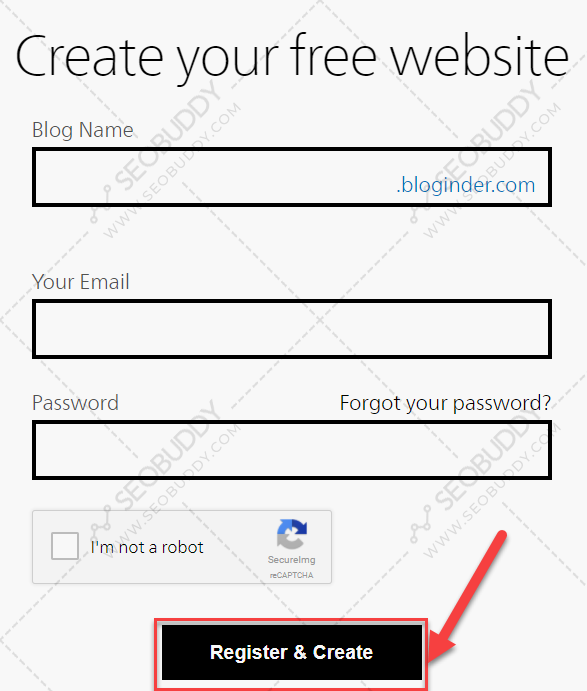 Create your free website
Blog Name
SEOBUDDY
WWW.SEOBUDDY.COM
SEOBUDDY
WWW.SEOBUDDY.COM
.bloginder.com
Your Email
Password
Forgot your password?
SEOBUDDY
WWW.SEOBUDDY.COM
SEOBUDDY
WWW.SEOBUDDY.COM
I'm not a robot
SecureImg
reCAPTCHA
Register & Create